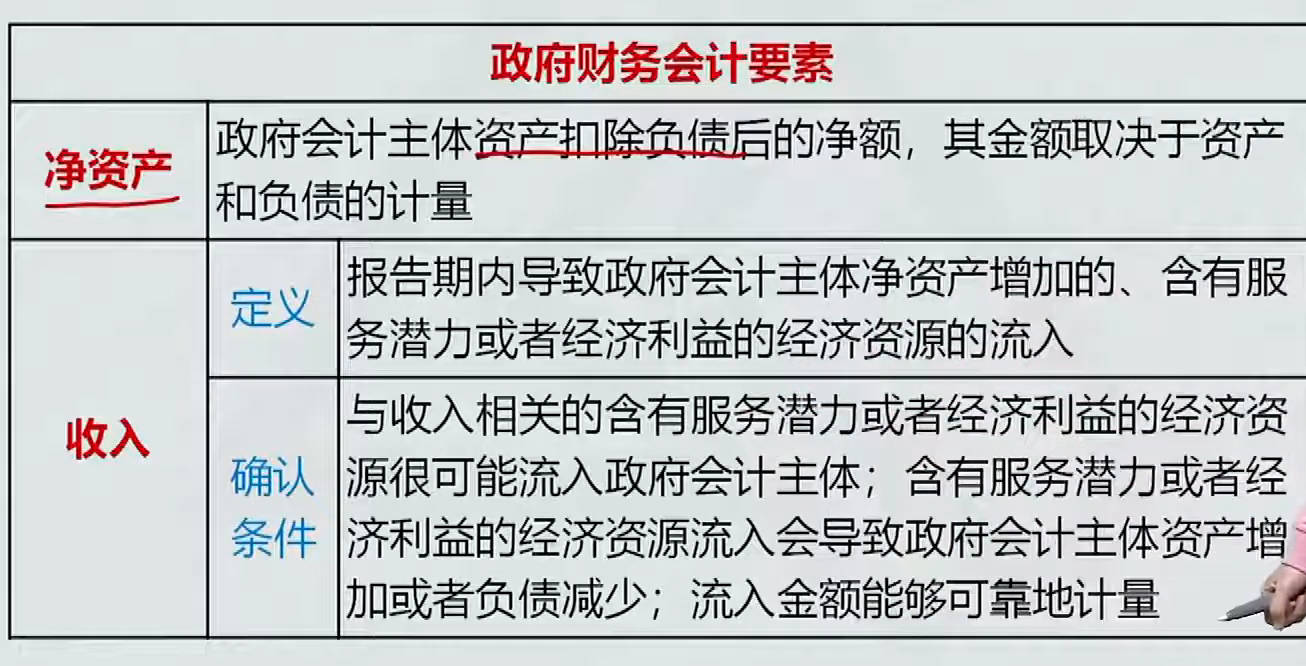 政府财务会计要素
净资产
政府会计主体资产扣除负债后的净额，其金额取决于资产
和负债的计量
收入
定义
报告期内导致政府会计主体净资产增加的、含有服
务潜力或者经济利益的经济资源的流入
确认
条件
与收入相关的含有服务潜力或者经济利益的经济资
源很可能流入政府会计主体；含有服务潜力或者经
济利益的经济资源流入会导致政府会计主体资产增
加或者负债减少；流入金额能够可靠地计量